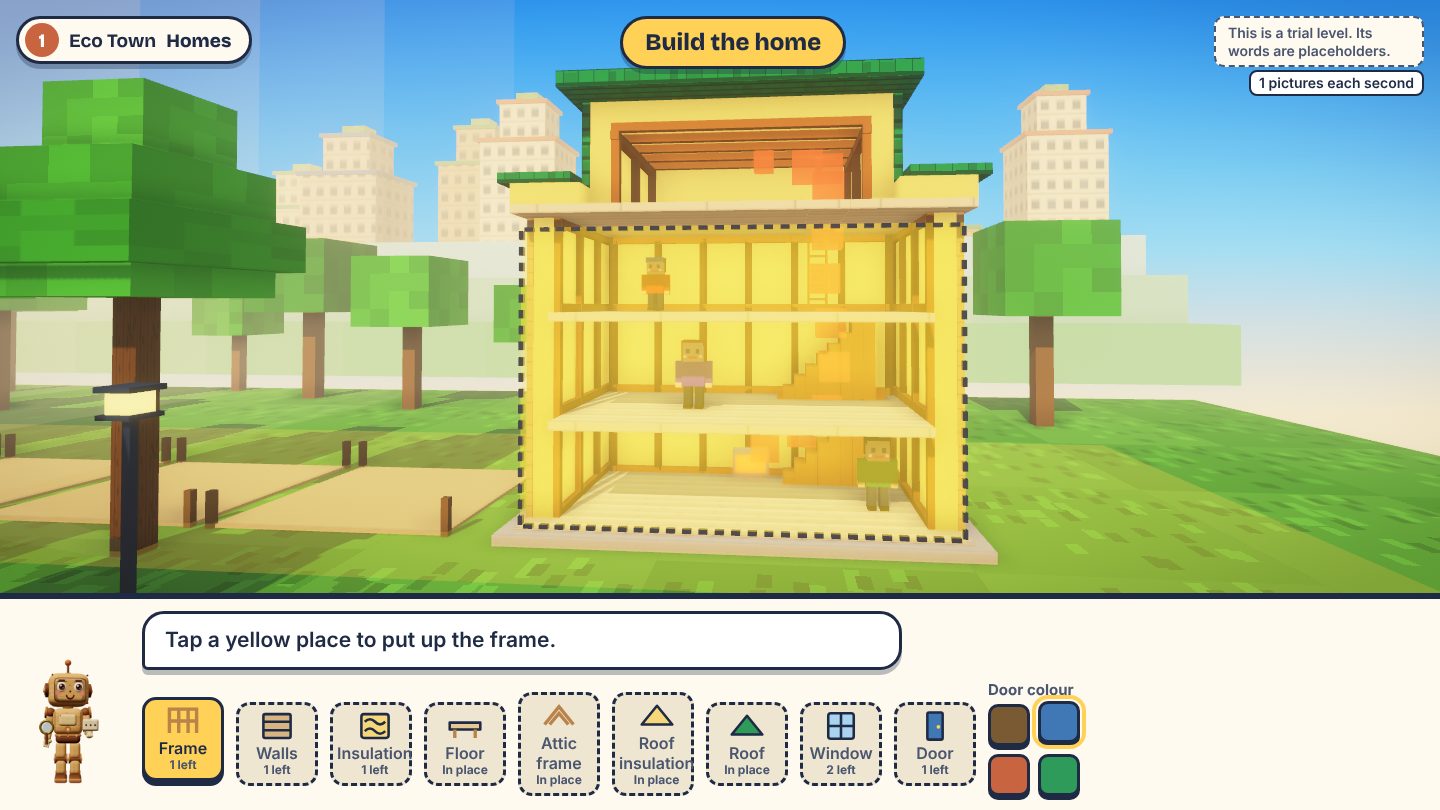 1 Eco Town Homes
Build the home
This is a trial level. Its
words are placeholders.
1 pictures each second
Tap a yellow place to put up the frame.
Door colour
Frame
1 left
Walls
1 left
Insulation
1 left
Floor
In place
Attic
frame
In place
Roof
insulation
In place
Roof
In place
Window
2 left
Door
1 left